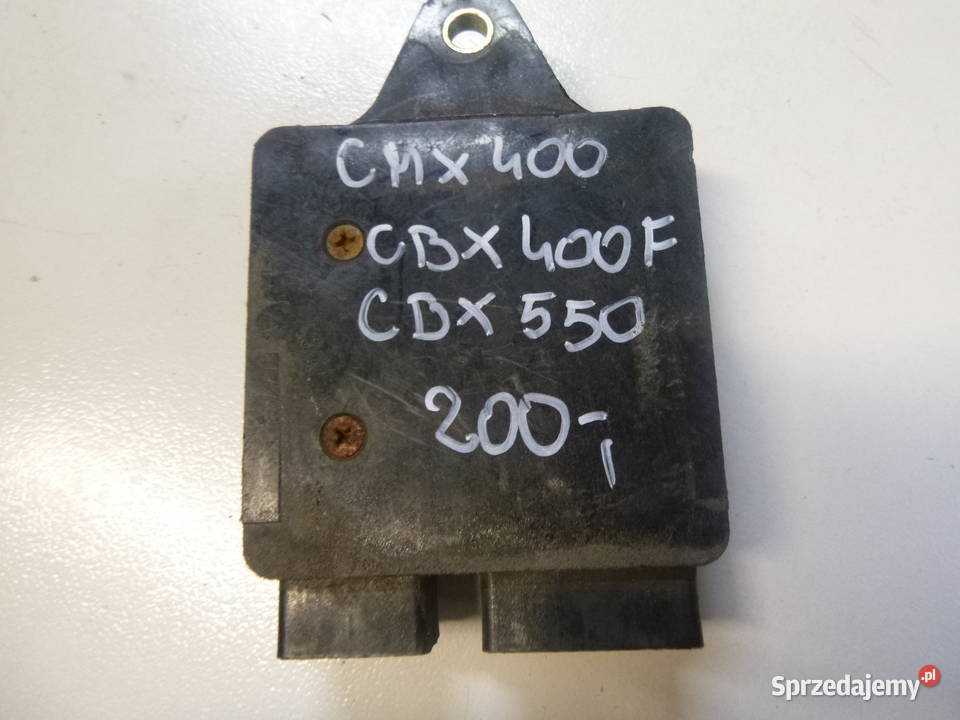 CMX 400
CBX 400F
CBX 550
200,-
Sprzedajemy.pl